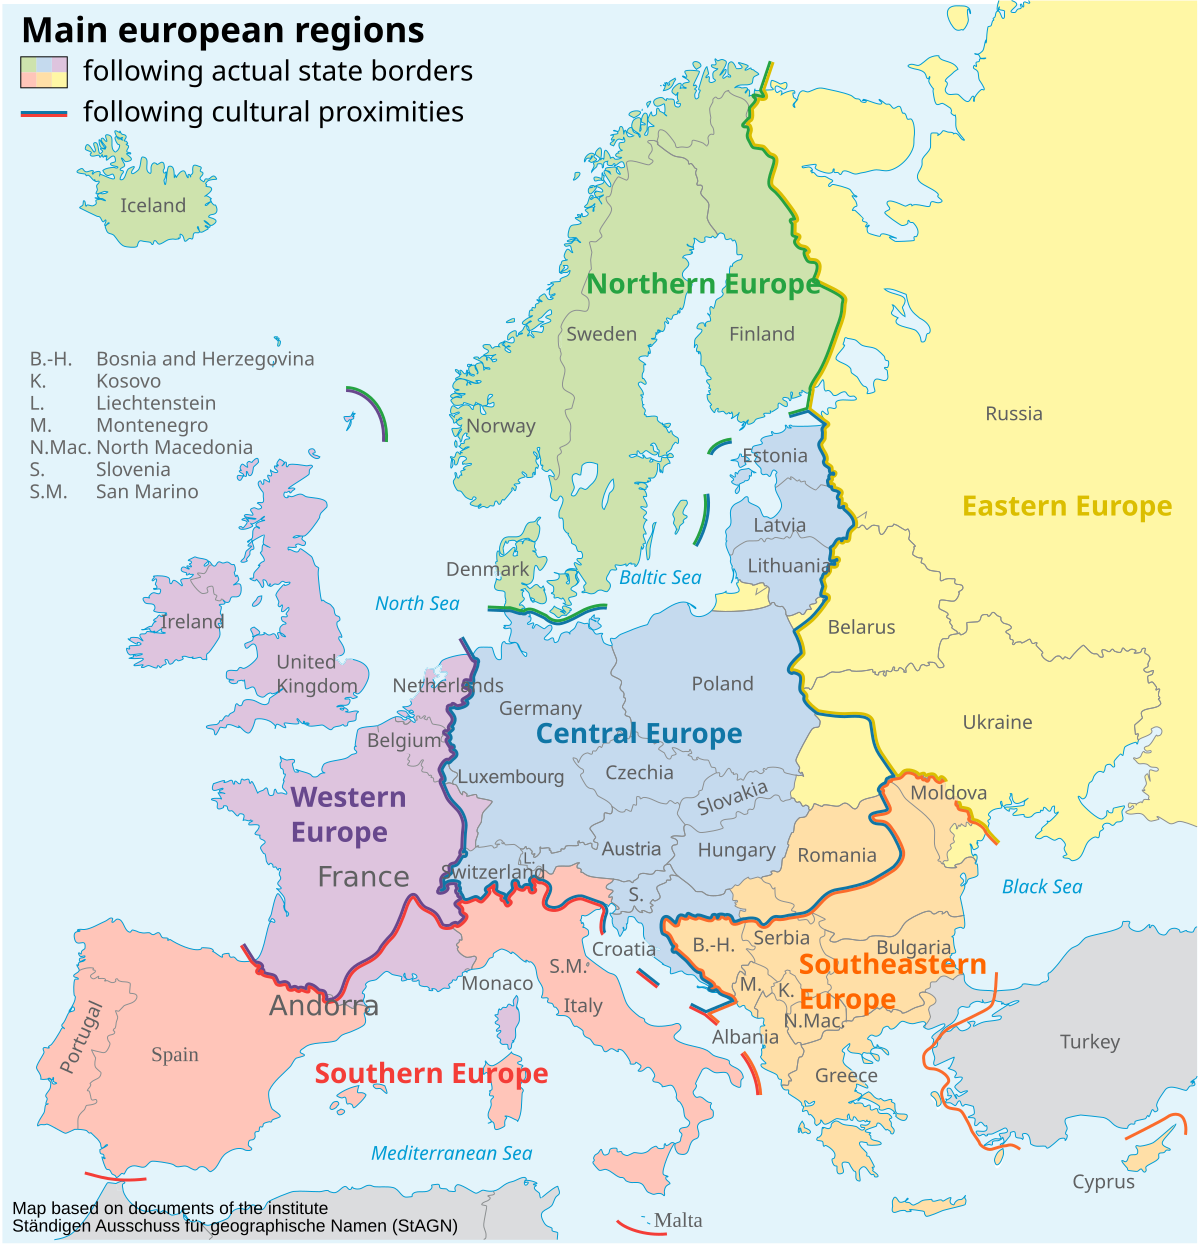 Main european regions
following actual state borders
following cultural proximities
Iceland
Northern Europe
Sweden
Finland
Norway
B.-H. Bosnia and Herzegovina
K. Kosovo
L. Liechtenstein
M. Montenegro
N.Mac. North Macedonia
S. Slovenia
S.M. San Marino
Russia
Estonia
Eastern Europe
Latvia
Lithuania
Denmark
Baltic Sea
North Sea
Ireland
Belarus
United
Kingdom
Netherlands
Poland
Germany
Ukraine
Central Europe
Belgium
Czechia
Luxembourg
Slovakia
Moldova
Western
Europe
Austria
Hungary
Romania
L.
Switzerland
France
Black Sea
S.
Serbia
B.-H.
Croatia
Bulgaria
Southeastern
Europe
S.M.
Monaco
M.
K.
Andorra
Italy
N.Mac.
Portugal
Albania
Turkey
Spain
Southern Europe
Greece
Mediterranean Sea
Cyprus
Malta
Map based on documents of the institute
Ständigen Ausschuss für geographische Namen (StAGN)